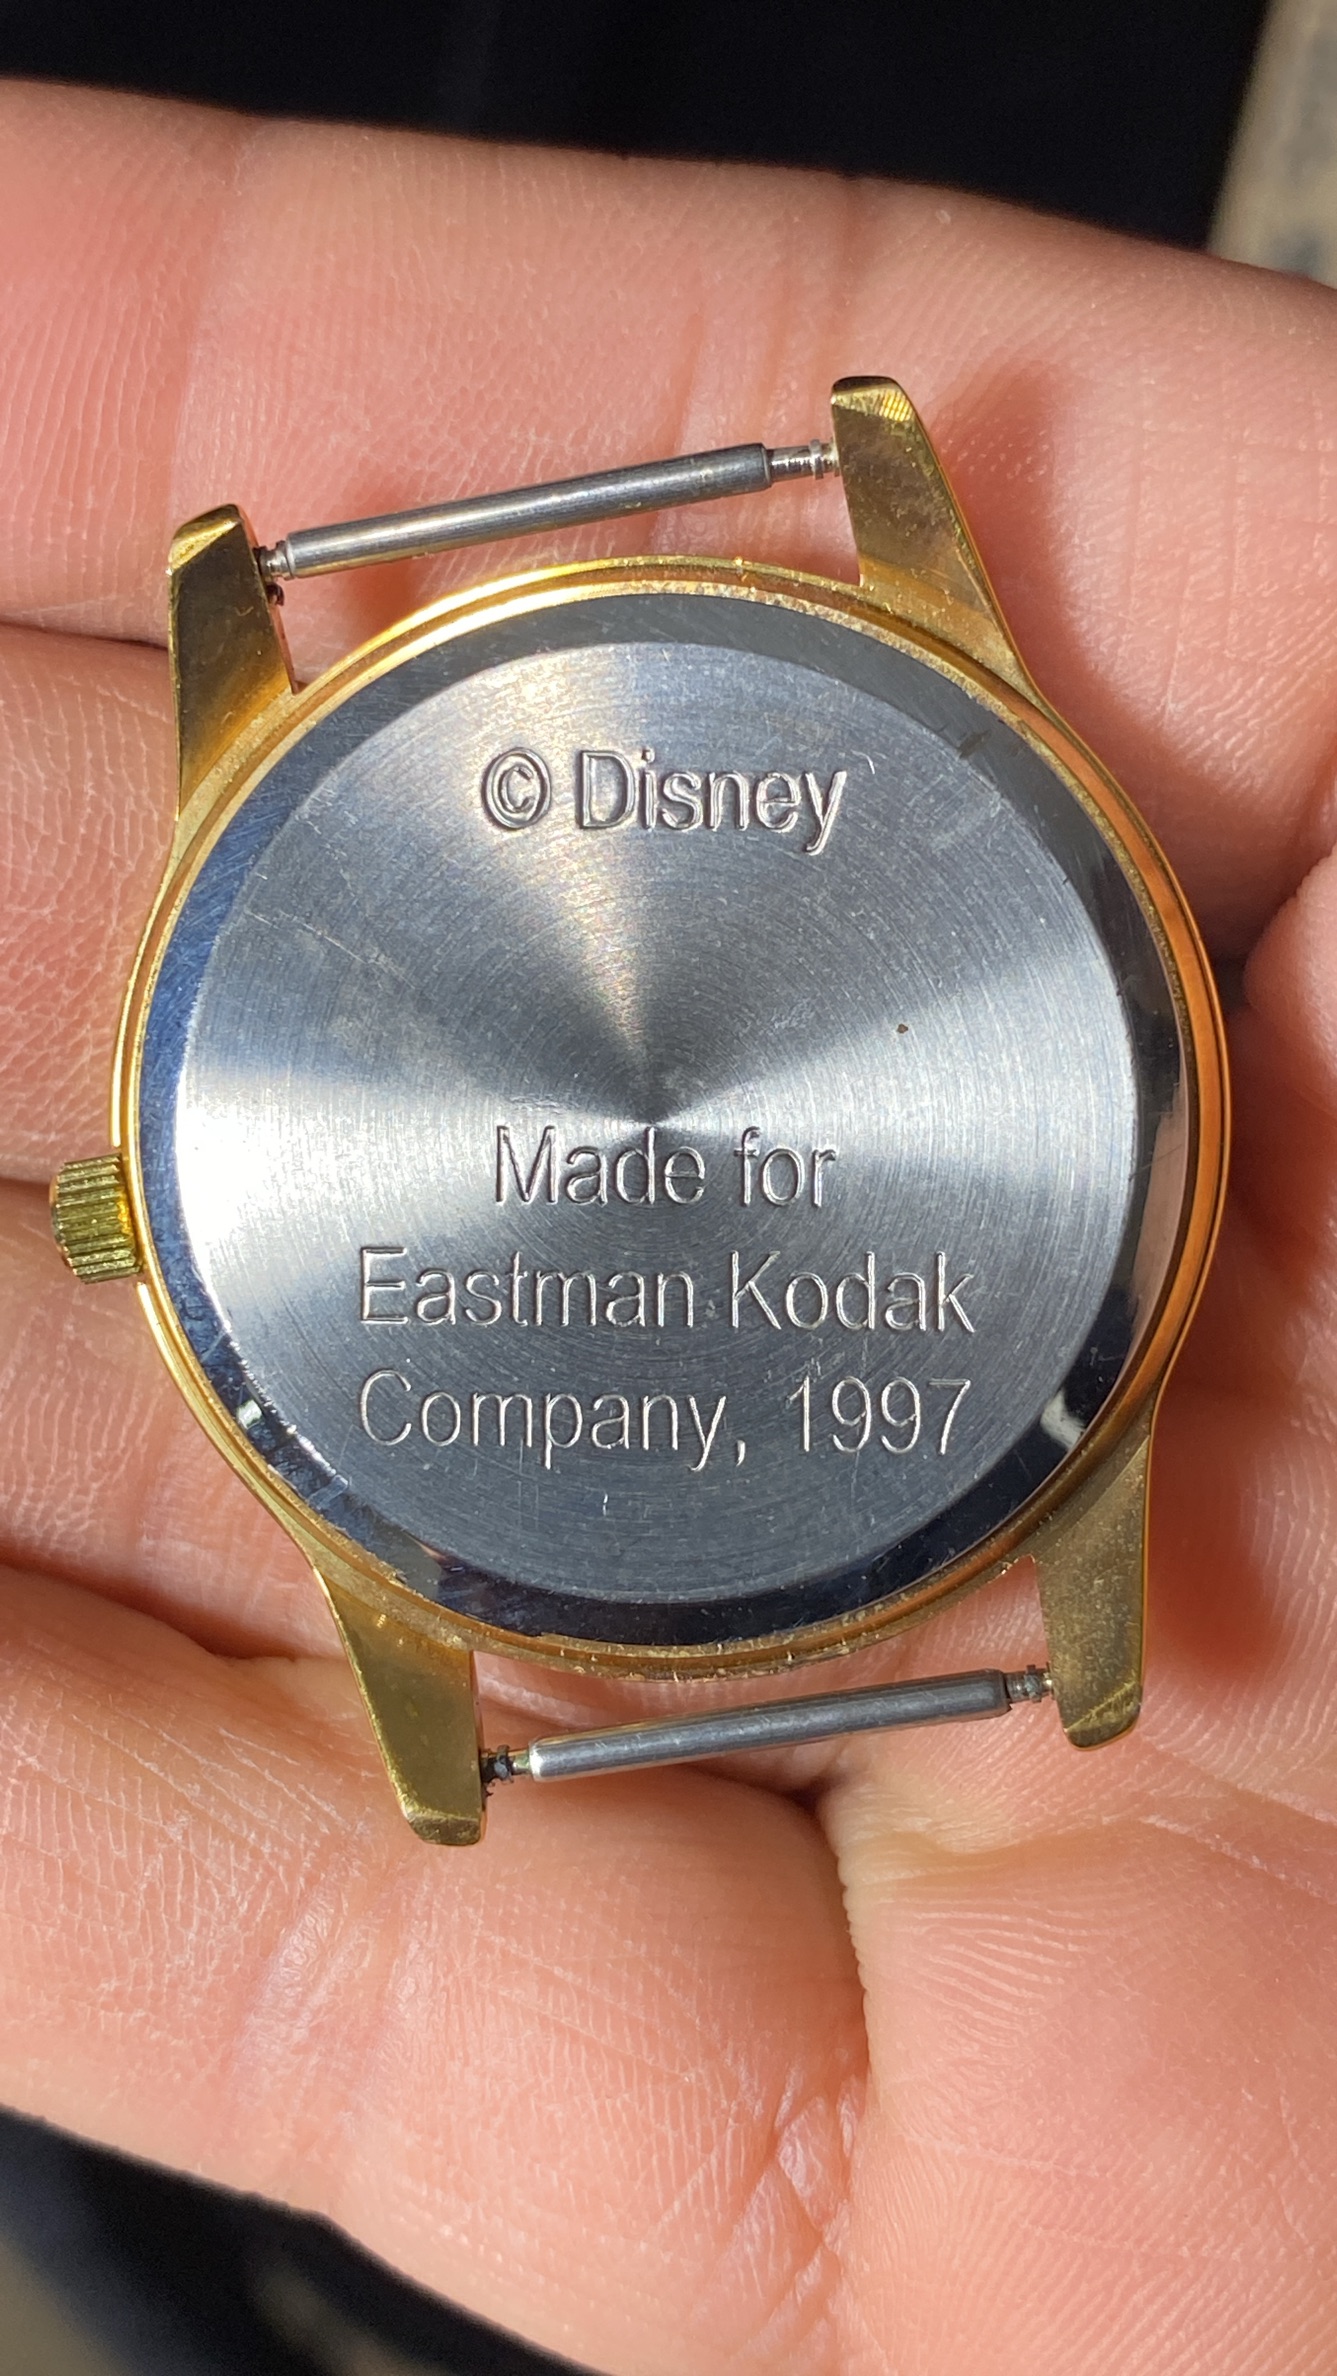 © Disney
Made for
Eastman Kodak
Company, 1997